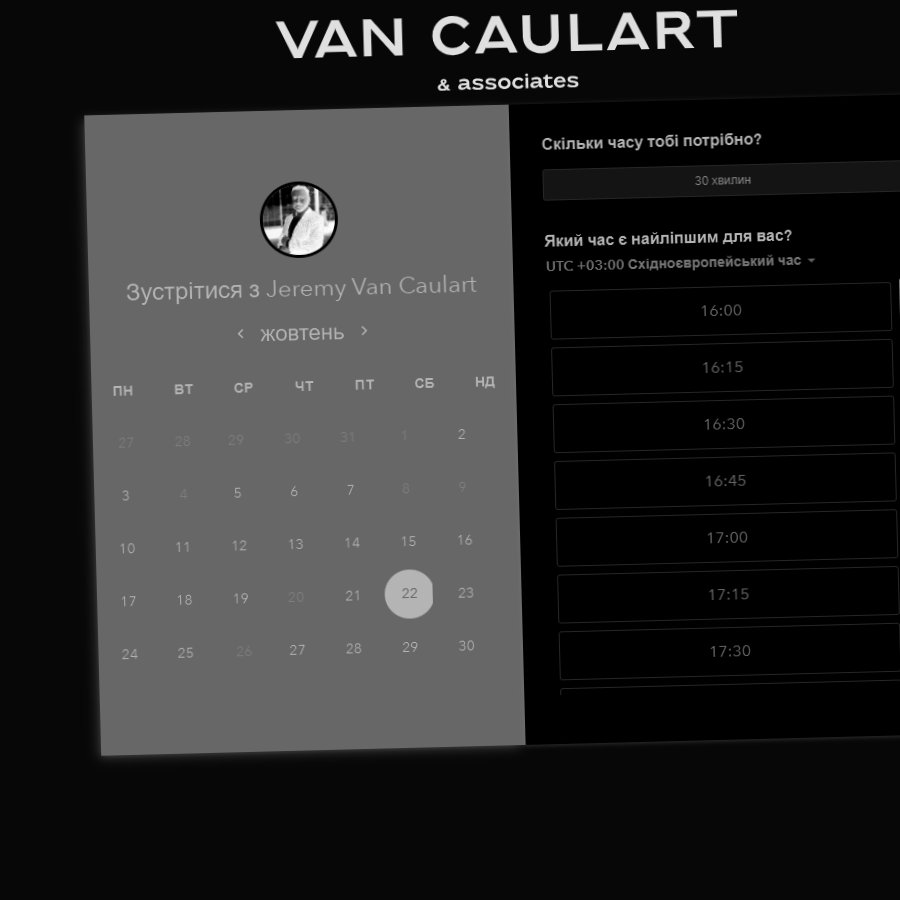 VAN CAULART
& associates
Зустрітися з Jeremy Van Caulart
‹ жовтень ›
ПН ВТ СР ЧТ ПТ СБ НД
27 28 29 30 31 1 2
3 4 5 6 7 8 9
10 11 12 13 14 15 16
17 18 19 20 21 22 23
24 25 26 27 28 29 30
Скільки часу тобі потрібно?
30 хвилин
Який час є найліпшим для вас?
UTC +03:00 Східноєвропейський час
16:00
16:15
16:30
16:45
17:00
17:15
17:30